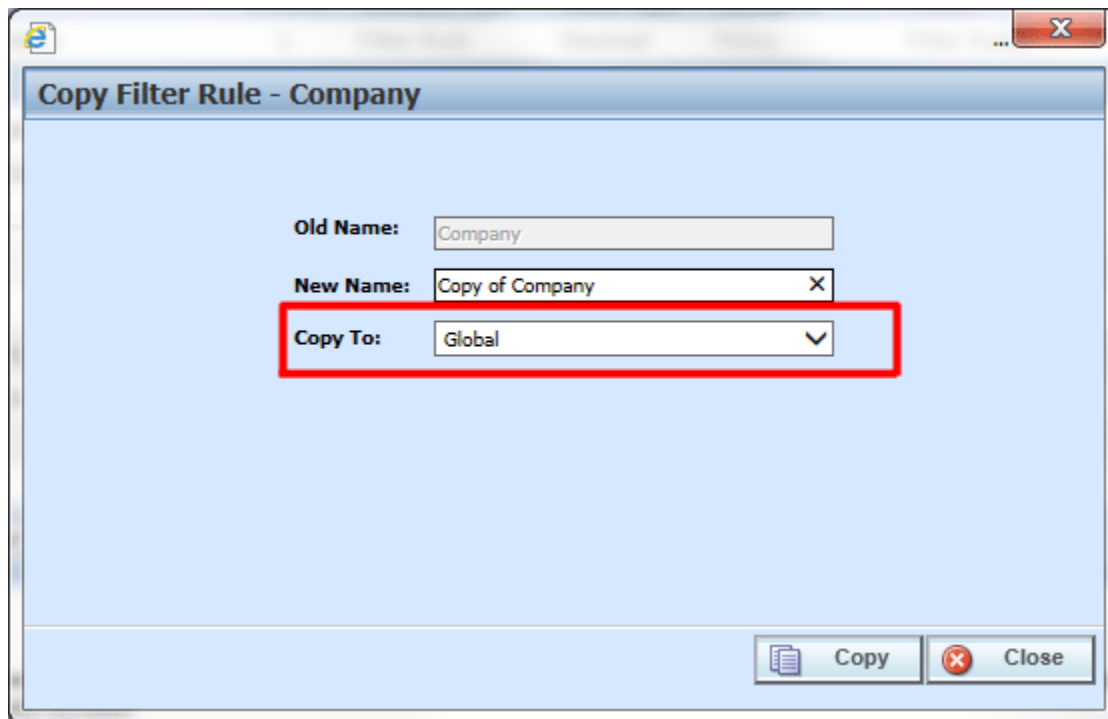 ...
Copy Filter Rule - Company
Old Name: Company
New Name: Copy of Company
Copy To: Global
Copy Close